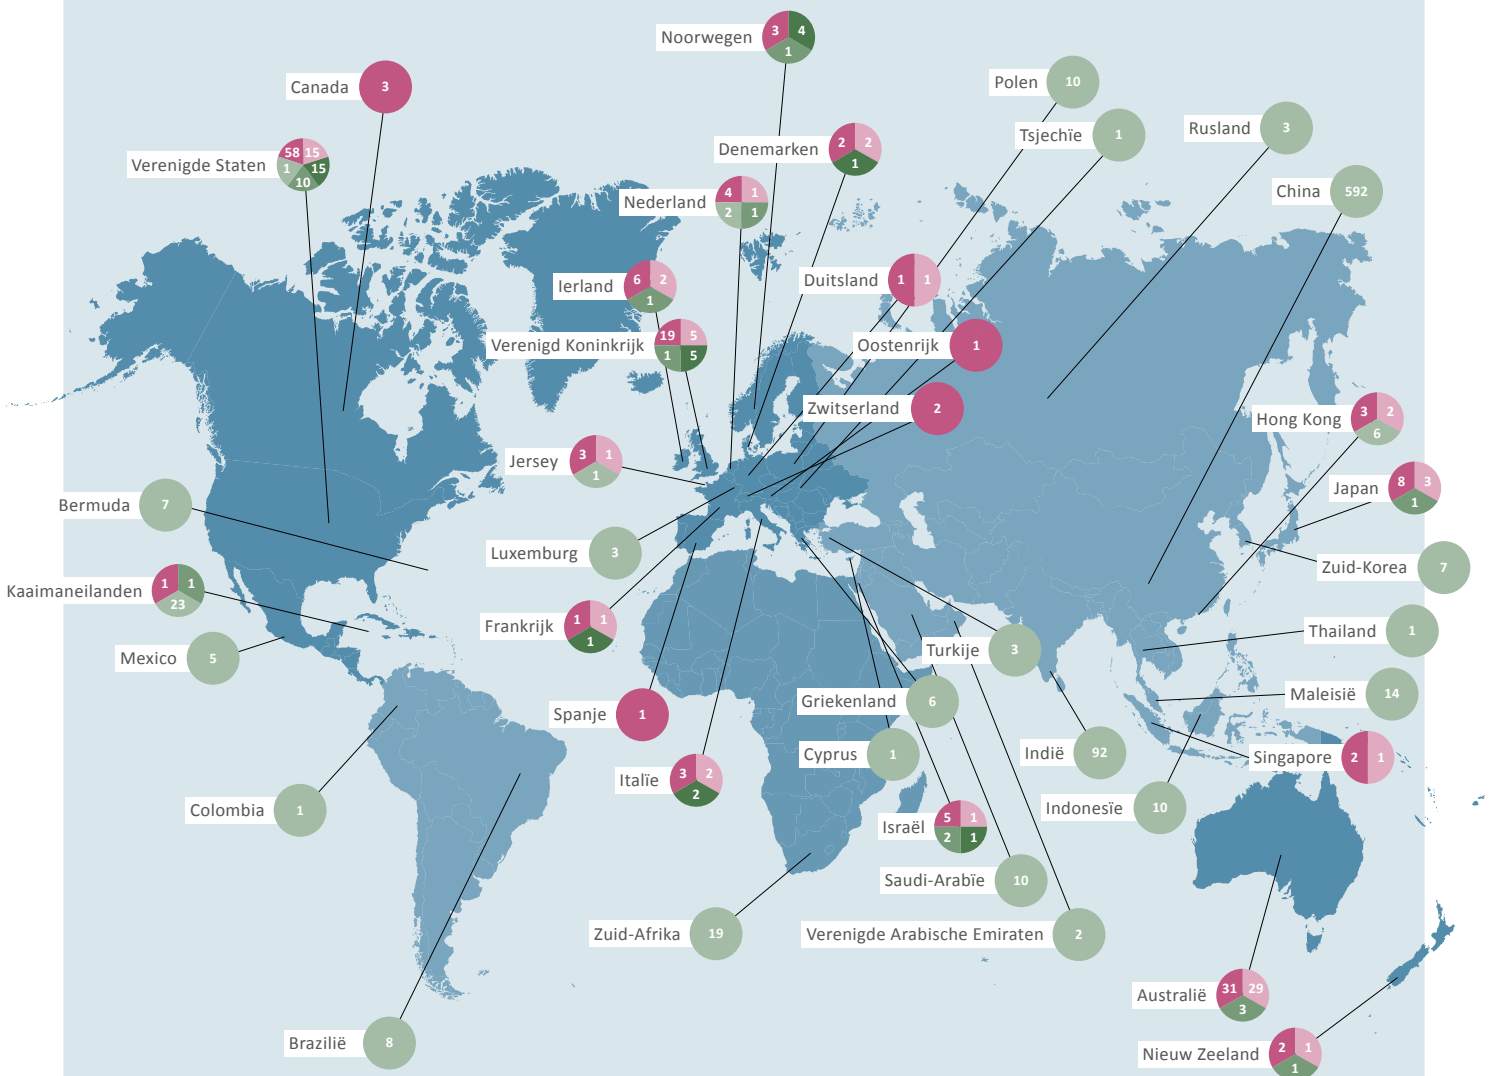 Noorwegen
3 4
1
Canada 3
Polen 10
Tsjechïe 1
Rusland 3
Verenigde Staten
58 15
1 15
10
Denemarken
2 2
1
China 592
Nederland
4 1
2 1
Ierland
6 2
1
Duitsland 1 1
Verenigd Koninkrijk
19 5
1 5
Oostenrijk 1
Zwitserland 2
Hong Kong
3 2
6
Jersey
3 1
1
Japan
8 3
1
Bermuda 7
Luxemburg 3
Zuid-Korea 7
Kaaimaneilanden
1 1
23
Frankrijk
1 1
1
Thailand 1
Mexico 5
Turkije 3
Maleisië 14
Griekenland 6
Spanje 1
Cyprus 1
Indië 92
Singapore 2 1
Italïe
3 2
2
Colombia 1
Indonesïe 10
Israël
5 1
2 1
Saudi-Arabïe 10
Zuid-Afrika 19
Verenigde Arabische Emiraten 2
Australië
31 29
3
Brazilië 8
Nieuw Zeeland
2 1
1